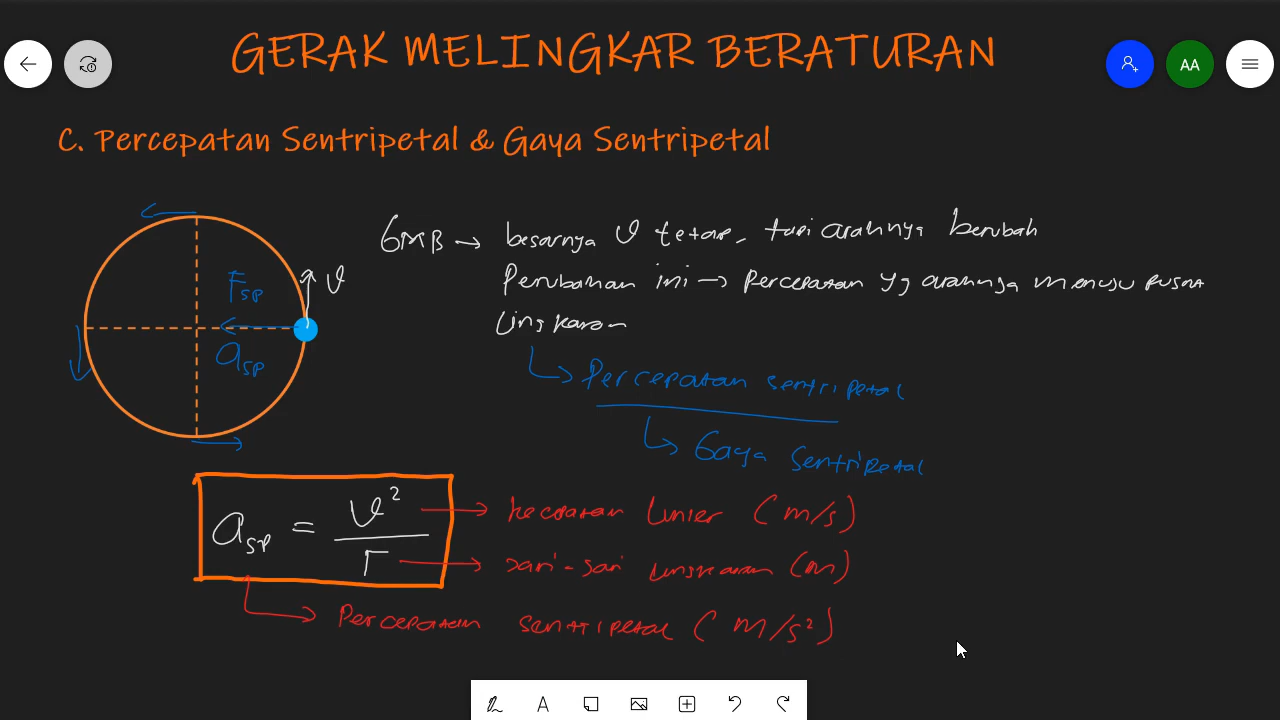 GERAK MELINGKAR BERATURAN
AA
C. Percepatan Sentripetal & Gaya Sentripetal
GMB → besarnya v tetap, tapi arahnya berubah
Perubahan ini → percepatan yg arahnya menuju pusat
lingkaran
Fsp
v
asp
Percepatan sentripetal
Gaya sentripetal
asp = v²/r
kecepatan linier (m/s)
jari-jari lingkaran (m)
Percepatan sentripetal (m/s²)
A